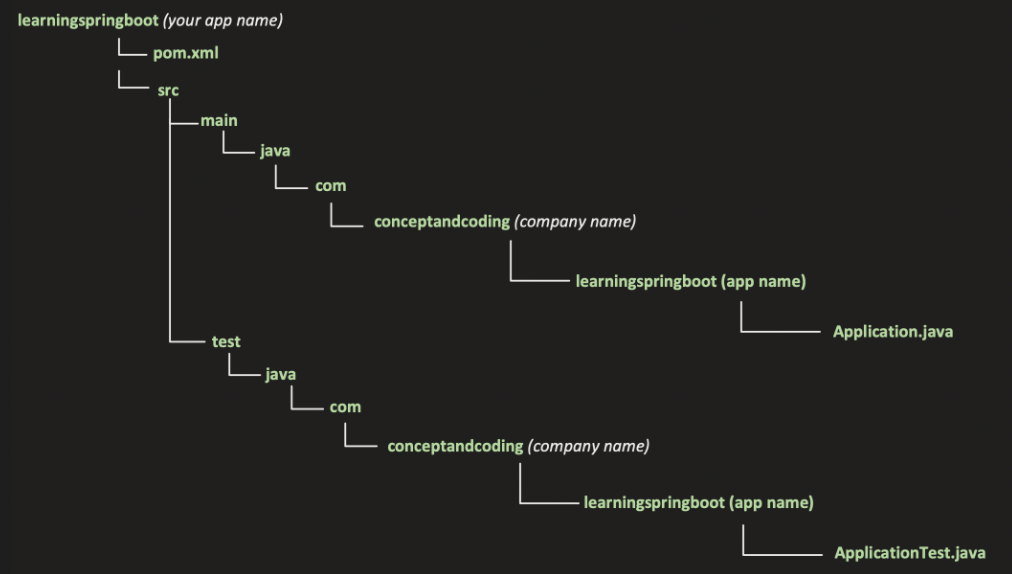 learningspringboot (your app name)
pom.xml
src
main
java
com
conceptandcoding (company name)
learningspringboot (app name)
Application.java
test
java
com
conceptandcoding (company name)
learningspringboot (app name)
ApplicationTest.java